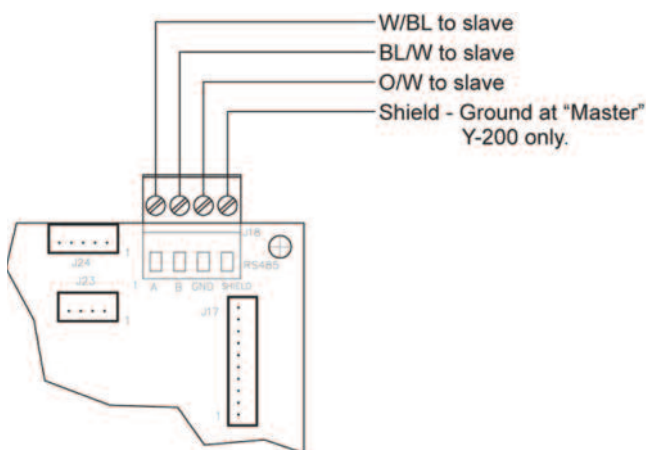 W/BL to slave
BL/W to slave
O/W to slave
Shield - Ground at “Master”
Y-200 only.
J18
J24
1
RS485
J23
1 A B GND SHIELD
J17
1
1